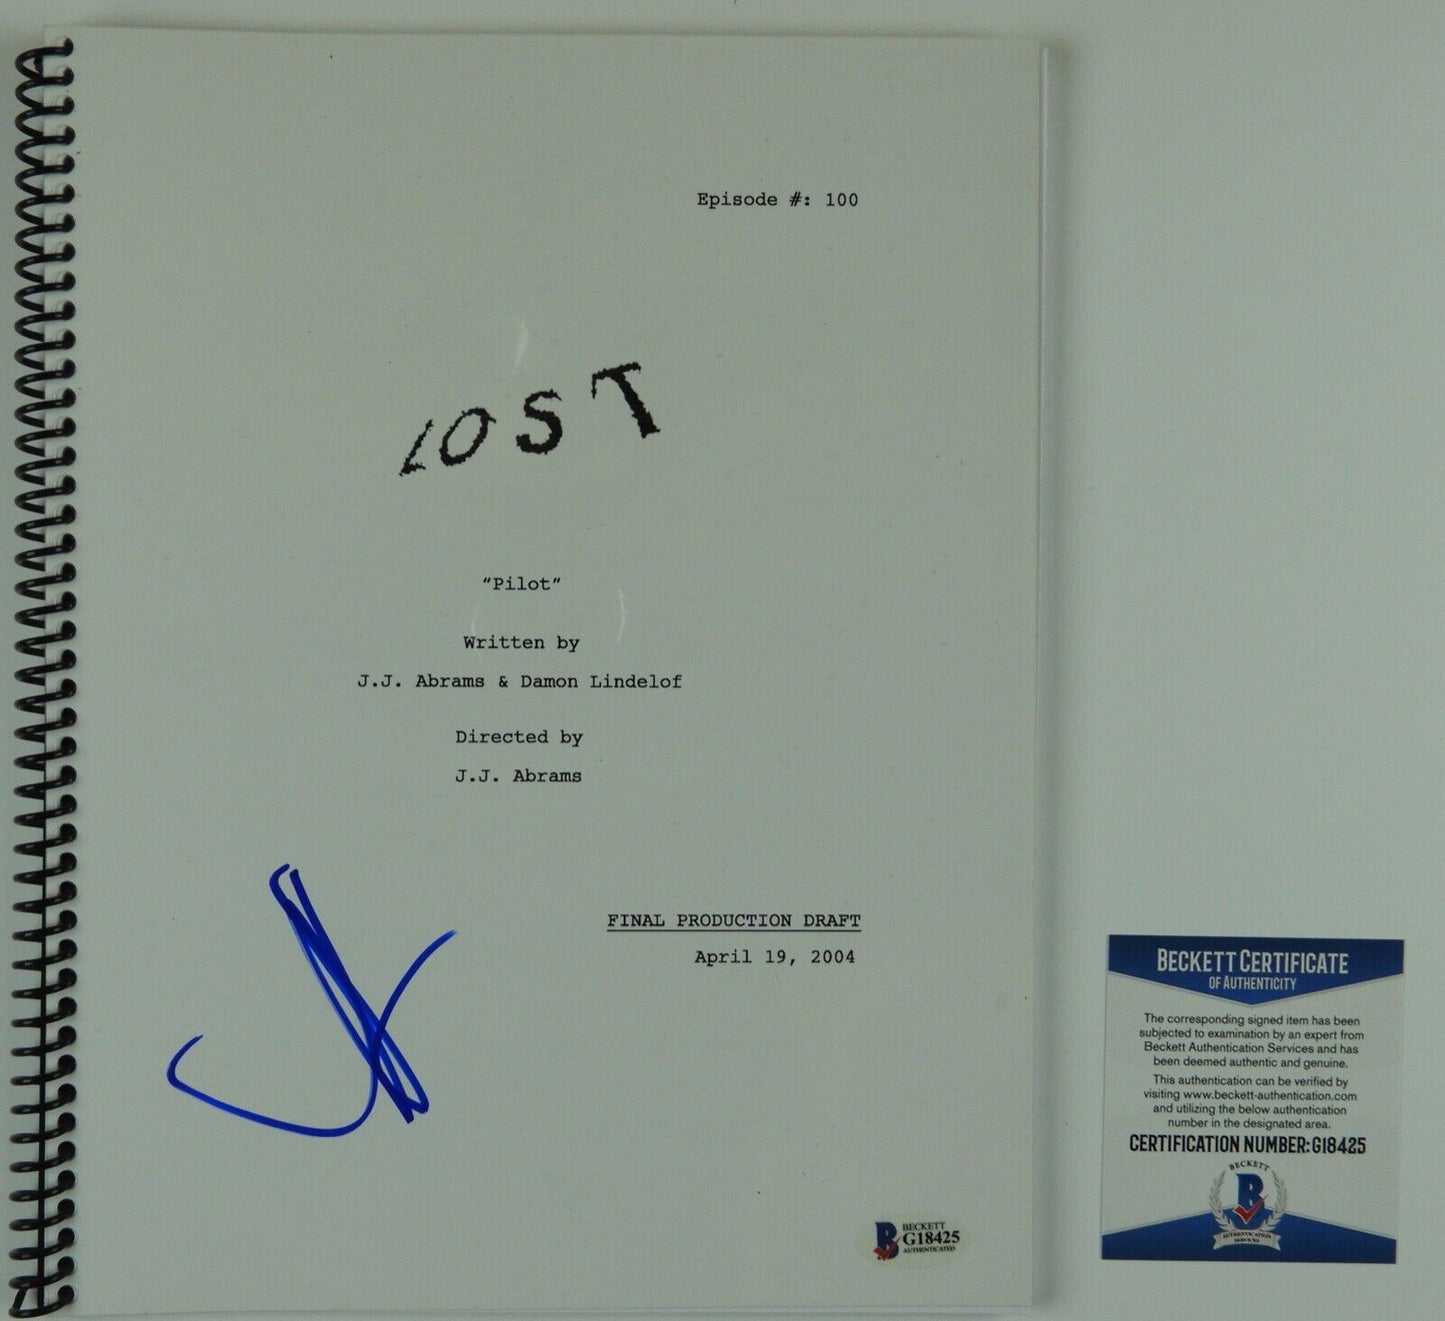 Episode #: 100
LOST
“Pilot”
Written by
J.J. Abrams & Damon Lindelof
Directed by
J.J. Abrams
FINAL PRODUCTION DRAFT
April 19, 2004
BECKETT
G18425
AUTHENTICATED
BECKETT CERTIFICATE
OF AUTHENTICITY
The corresponding signed item has been
subjected to examination by an expert from
Beckett Authentication Services and has
been deemed authentic and genuine.
This authentication can be verified by
visiting www.beckett-authentication.com
and utilizing the below authentication
number in the designated area.
CERTIFICATION NUMBER: G18425
BECKETT
B
AUTHENTICATION
SERVICES